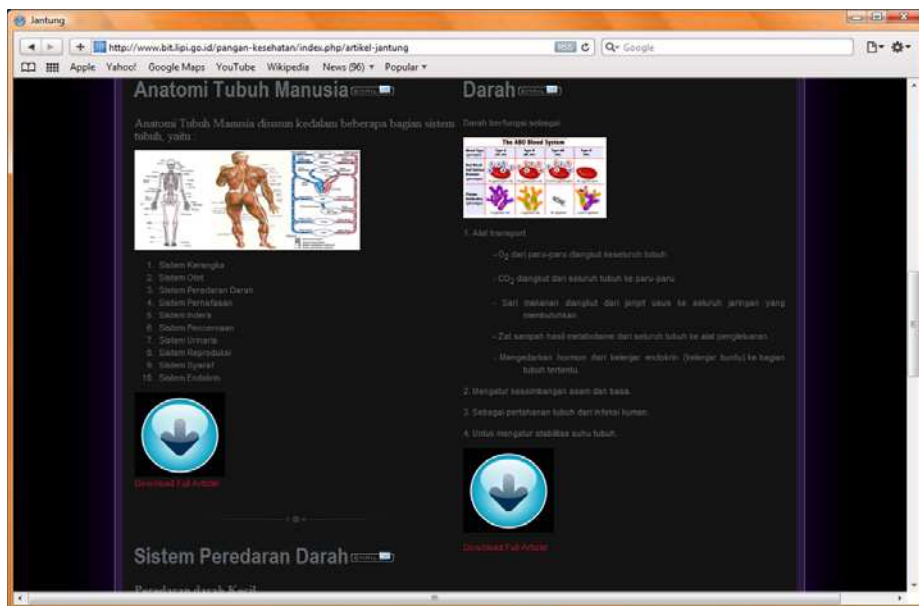 Jantung
http://www.bit.lipi.go.id/pangan-kesehatan/index.php/artikel-jantung
RSS
Google
Apple Yahoo! Google Maps YouTube Wikipedia News (96) Popular
Anatomi Tubuh Manusia
Anatomi Tubuh Manusia disusun kedalam beberapa bagian sistem
tubuh, yaitu :
1. Sistem Kerangka
2. Sistem Otot
3. Sistem Peredaran Darah
4. Sistem Pernafasan
5. Sistem Indera
6. Sistem Pencernaan
7. Sistem Urinaria
8. Sistem Reproduksi
9. Sistem Syaraf
10. Sistem Endokrin
Download Full Article!
Sistem Peredaran Darah
Peredaran darah Kecil
Darah
Darah berfungsi sebagai:
The ABO Blood System
1. Alat transport
- O2 dari paru-paru diangkut keseluruh tubuh.
- CO2 diangkut dari seluruh tubuh ke paru-paru.
- Sari makanan diangkut dari jonjot usus ke seluruh jaringan yang
membutuhkan.
- Zat sampah hasil metabolisme dari seluruh tubuh ke alat pengeluaran.
- Mengedarkan hormon dari kelenjar endokrin (kelenjar buntu) ke bagian
tubuh tertentu.
2. Mengatur keseimbangan asam dan basa.
3. Sebagai pertahanan tubuh dari infeksi kuman.
4. Untuk mengatur stabilitas suhu tubuh.
Download Full Article!